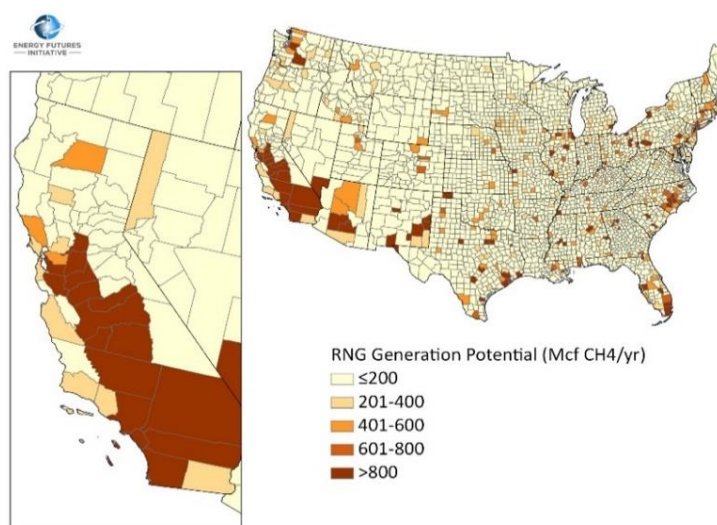 ENERGY FUTURES
INITIATIVE
RNG Generation Potential (Mcf CH4/yr)
≤200
201-400
401-600
601-800
>800